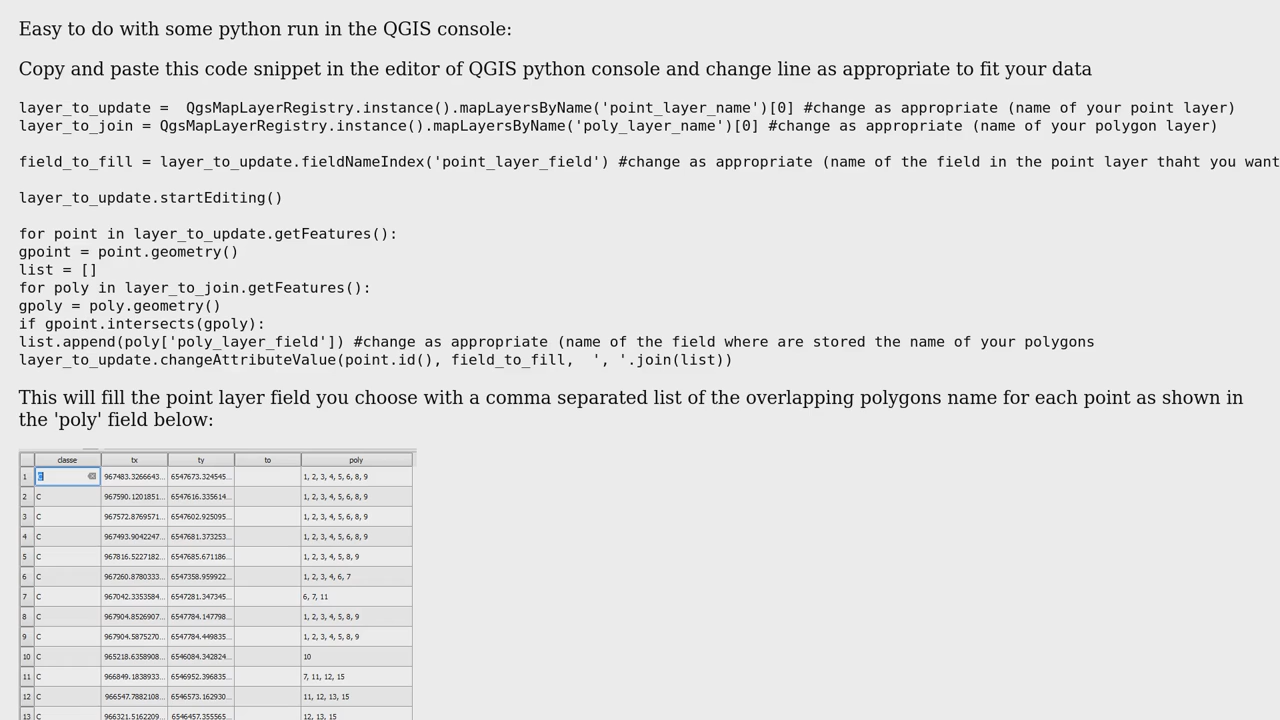 Easy to do with some python run in the QGIS console:
Copy and paste this code snippet in the editor of QGIS python console and change line as appropriate to fit your data
layer_to_update =  QgsMapLayerRegistry.instance().mapLayersByName('point_layer_name')[0] #change as appropriate (name of your point layer)
layer_to_join = QgsMapLayerRegistry.instance().mapLayersByName('poly_layer_name')[0] #change as appropriate (name of your polygon layer)
field_to_fill = layer_to_update.fieldNameIndex('point_layer_field') #change as appropriate (name of the field in the point layer thaht you want
layer_to_update.startEditing()
for point in layer_to_update.getFeatures():
gpoint = point.geometry()
list = []
for poly in layer_to_join.getFeatures():
gpoly = poly.geometry()
if gpoint.intersects(gpoly):
list.append(poly['poly_layer_field']) #change as appropriate (name of the field where are stored the name of your polygons
layer_to_update.changeAttributeValue(point.id(), field_to_fill,  ', '.join(list))
This will fill the point layer field you choose with a comma separated list of the overlapping polygons name for each point as shown in
the 'poly' field below:
classe tx ty to poly
1 C 967483.3266643... 6547673.324545... 1, 2, 3, 4, 5, 6, 8, 9
2 C 967590.1201851... 6547616.335614... 1, 2, 3, 4, 5, 6, 8, 9
3 C 967572.8769571... 6547602.925095... 1, 2, 3, 4, 5, 6, 8, 9
4 C 967493.9042247... 6547681.373253... 1, 2, 3, 4, 5, 6, 8, 9
5 C 967816.5227182... 6547685.671186... 1, 2, 3, 4, 5, 8, 9
6 C 967260.8780333... 6547358.959922... 1, 2, 3, 4, 6, 7
7 C 967042.3353584... 6547281.347345... 6, 7, 11
8 C 967904.8526907... 6547784.147798... 1, 2, 3, 4, 5, 8, 9
9 C 967904.5875270... 6547784.449835... 1, 2, 3, 4, 5, 8, 9
10 C 965218.6358908... 6546084.342824... 10
11 C 966849.1838933... 6546952.396835... 7, 11, 12, 15
12 C 966547.7882108... 6546573.162930... 11, 12, 13, 15
13 C 966321.5162209... 6546457.355565... 12, 13, 15